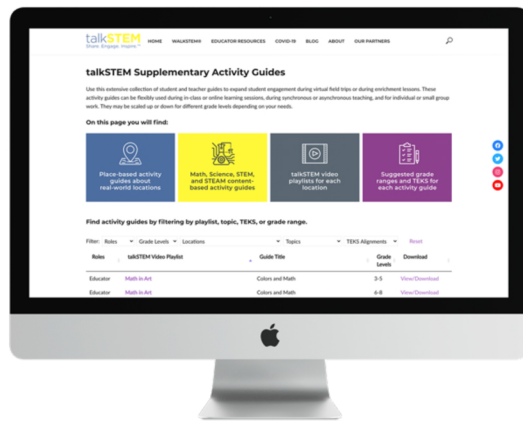 talkSTEM
Share. Engage. Inspire.
HOME WALKSTEM® EDUCATOR RESOURCES COVID-19 BLOG ABOUT OUR PARTNERS
talkSTEM Supplementary Activity Guides
Use this extensive collection of student and teacher guides to expand student engagement during virtual field trips or during enrichment lessons. These
activity guides can be flexibly used during in-class or online learning sessions, during synchronous or asynchronous teaching, and for individual or small group
work. They may be scaled up or down for different grade levels depending on your needs.
On this page you will find:
Place-based activity
guides about
real-world locations
Math, Science, STEM,
and STEAM content-
based activity guides
talkSTEM video
playlists for each
location
Suggested grade
ranges and TEKS for
each activity guide
Find activity guides by filtering by playlist, topic, TEKS, or grade range.
Filter: Roles Grade Levels Locations Topics TEKS Alignments Reset
Roles talkSTEM Video Playlist Guide Title Grade Levels Download
Educator Math in Art Colors and Math 3-5 View/Download
Educator Math in Art Colors and Math 6-8 View/Download